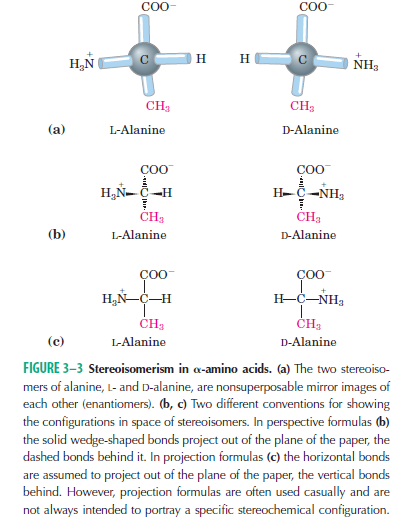 COO⁻ COO⁻
H₃N⁺ C H H C NH₃⁺
CH₃ CH₃
(a) L-Alanine D-Alanine
COO⁻ COO⁻
H₃N⁺ C H H C NH₃⁺
CH₃ CH₃
(b) L-Alanine D-Alanine
COO⁻ COO⁻
H₃N⁺—C—H H—C—NH₃⁺
CH₃ CH₃
(c) L-Alanine D-Alanine
FIGURE 3–3 Stereoisomerism in α-amino acids. (a) The two stereoiso-
mers of alanine, L- and D-alanine, are nonsuperposable mirror images of
each other (enantiomers). (b, c) Two different conventions for showing
the configurations in space of stereoisomers. In perspective formulas (b)
the solid wedge-shaped bonds project out of the plane of the paper, the
dashed bonds behind it. In projection formulas (c) the horizontal bonds
are assumed to project out of the plane of the paper, the vertical bonds
behind. However, projection formulas are often used casually and are
not always intended to portray a specific stereochemical configuration.